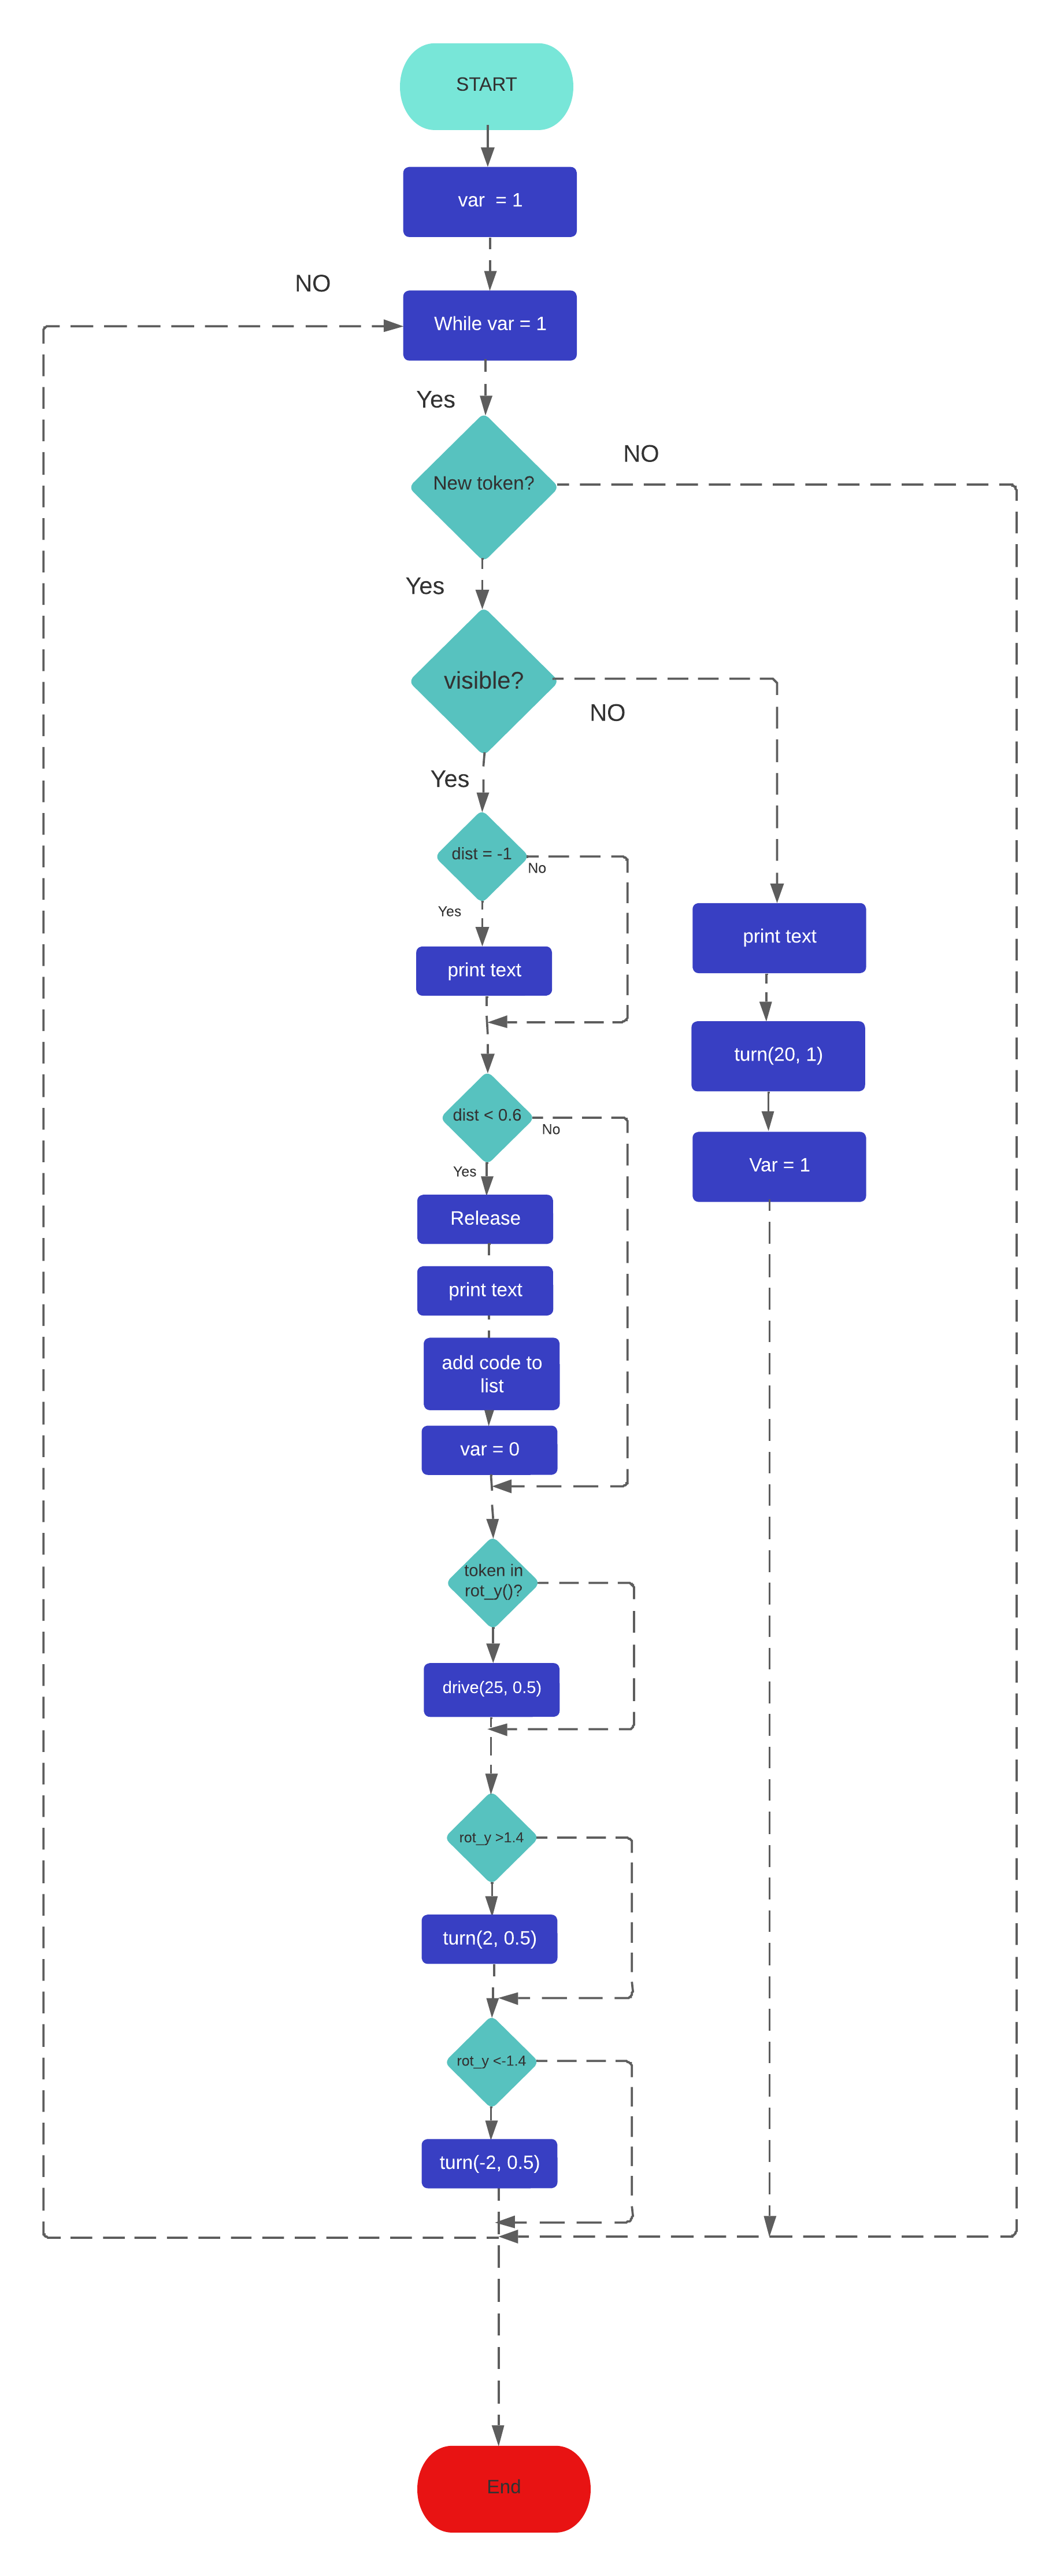 START
var  = 1
NO
While var = 1
Yes
NO
New token?
Yes
visible?
NO
Yes
dist = -1
No
Yes
print text
print text
turn(20, 1)
dist < 0.6
No
Yes
Var = 1
Release
print text
add code to
list
var = 0
token in
rot_y()?
drive(25, 0.5)
rot_y >1.4
turn(2, 0.5)
rot_y <-1.4
turn(-2, 0.5)
End